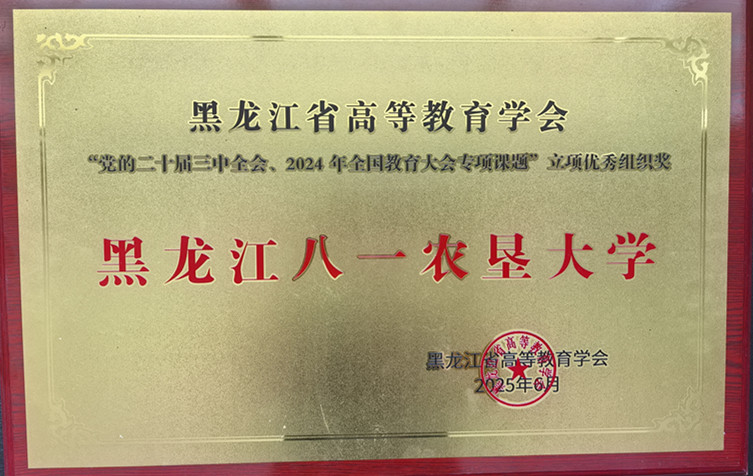 黑龙江省高等教育学会
“党的二十届三中全会、2024年全国教育大会专项课题”立项优秀组织奖
黑龙江八一农垦大学
黑龙江省高等教育学会
2025年6月